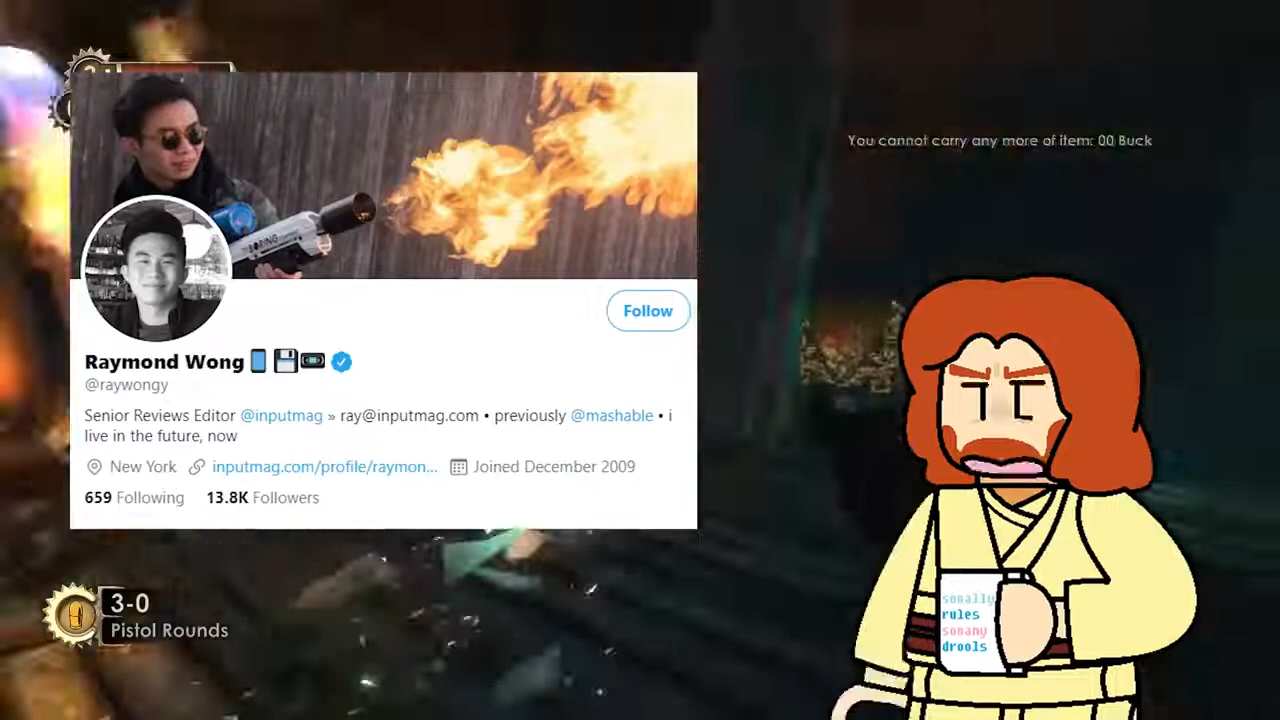 BORING
Follow
Raymond Wong
@raywongy
Senior Reviews Editor @inputmag » ray@inputmag.com • previously @mashable • i
live in the future, now
New York inputmag.com/profile/raymon... Joined December 2009
659 Following 13.8K Followers
You cannot carry any more of item: 00 Buck
3-0
Pistol Rounds
sonally
rules
sonamy
drools